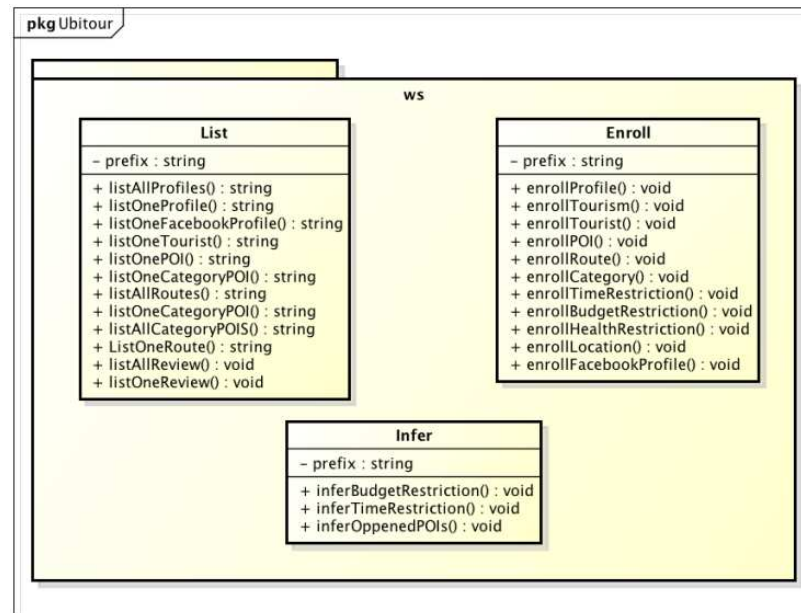 pkg Ubitour
ws
List
- prefix : string
+ listAllProfiles() : string
+ listOneProfile() : string
+ listOneFacebookProfile() : string
+ listOneTourist() : string
+ listOnePOI() : string
+ listOneCategoryPOI() : string
+ listAllRoutes() : string
+ listOneCategoryPOI() : string
+ listAllCategoryPOIS() : string
+ ListOneRoute() : string
+ listAllReview() : void
+ listOneReview() : void
Enroll
- prefix : string
+ enrollProfile() : void
+ enrollTourism() : void
+ enrollTourist() : void
+ enrollPOI() : void
+ enrollRoute() : void
+ enrollCategory() : void
+ enrollTimeRestriction() : void
+ enrollBudgetRestriction() : void
+ enrollHealthRestriction() : void
+ enrollLocation() : void
+ enrollFacebookProfile() : void
Infer
- prefix : string
+ inferBudgetRestriction() : void
+ inferTimeRestriction() : void
+ inferOppenedPOIs() : void